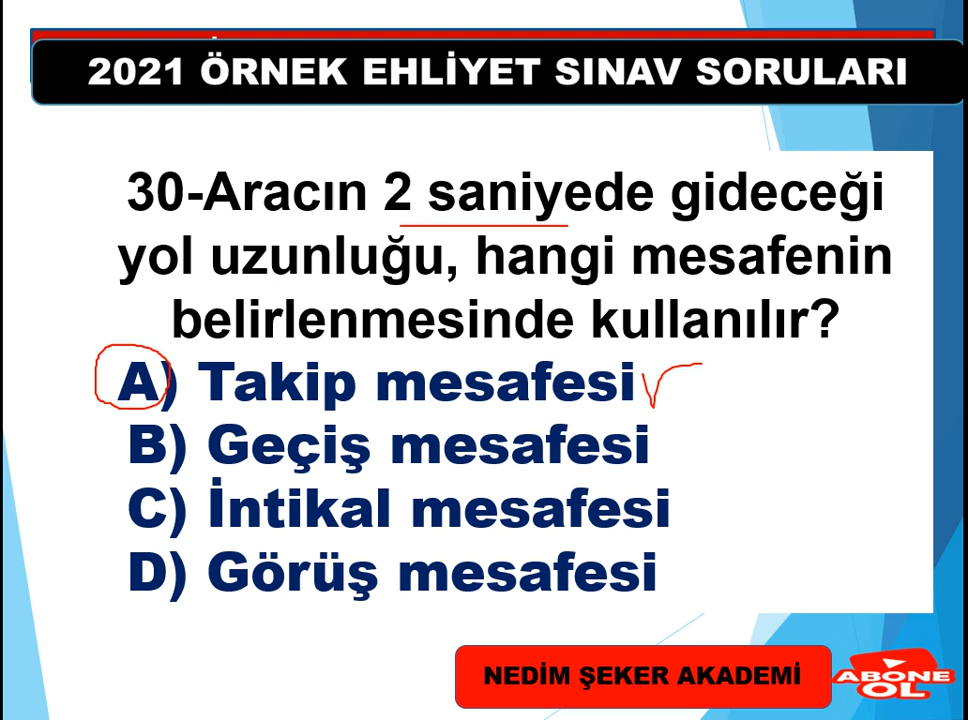 2021 ÖRNEK EHLİYET SINAV SORULARI
30-Aracın 2 saniyede gideceği
yol uzunluğu, hangi mesafenin
belirlenmesinde kullanılır?
A) Takip mesafesi
B) Geçiş mesafesi
C) İntikal mesafesi
D) Görüş mesafesi
NEDİM ŞEKER AKADEMİ
ABONE
OL